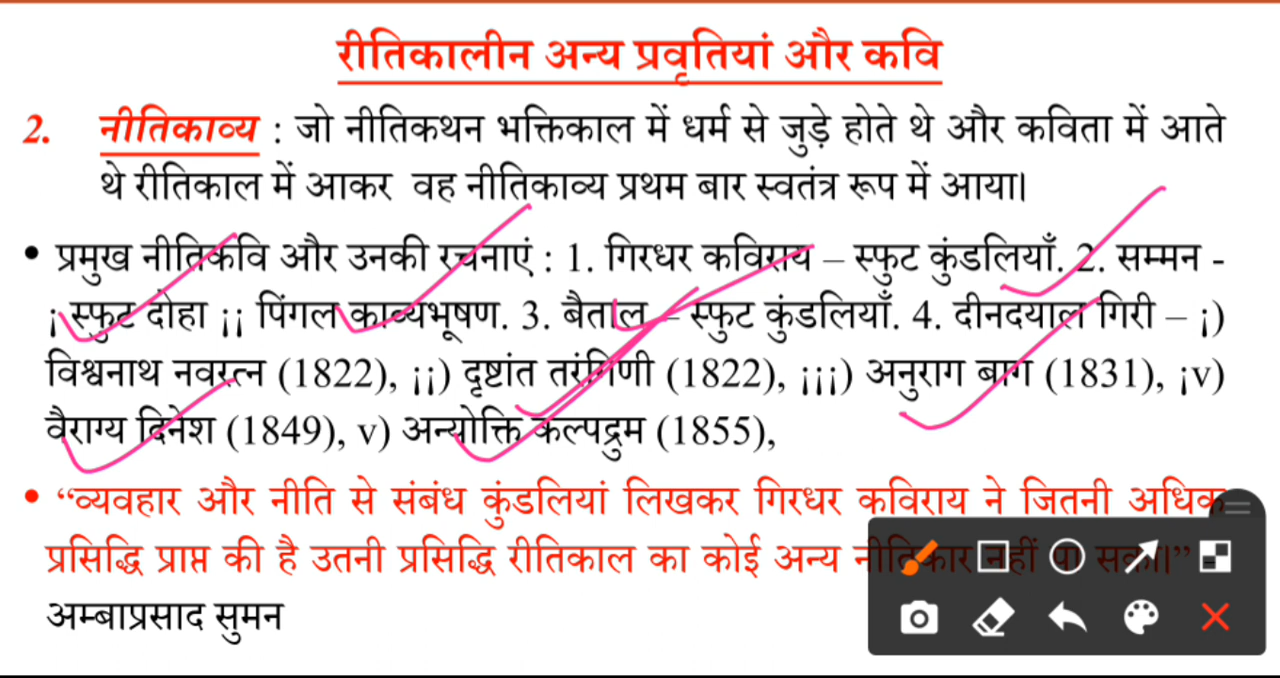 रीतिकालीन अन्य प्रवृतियां और कवि
2. नीतिकाव्य : जो नीतिकथन भक्तिकाल में धर्म से जुड़े होते थे और कविता में आते
थे रीतिकाल में आकर वह नीतिकाव्य प्रथम बार स्वतंत्र रूप में आया।
• प्रमुख नीतिकवि और उनकी रचनाएं : 1. गिरधर कविराय – स्फुट कुंडलियाँ. 2. सम्मन -
¡ स्फुट दोहा ¡¡ पिंगल काव्यभूषण. 3. बैताल – स्फुट कुंडलियाँ. 4. दीनदयाल गिरी – ¡)
विश्वनाथ नवरत्न (1822), ¡¡) दृष्टांत तरंगिणी (1822), ¡¡¡) अनुराग बाग (1831), ¡v)
वैराग्य दिनेश (1849), v) अन्योक्ति कल्पद्रुम (1855),
• “व्यवहार और नीति से संबंध कुंडलियां लिखकर गिरधर कविराय ने जितनी अधिक
प्रसिद्धि प्राप्त की है उतनी प्रसिद्धि रीतिकाल का कोई अन्य नीतिकार नहीं पा सका।” -
अम्बाप्रसाद सुमन